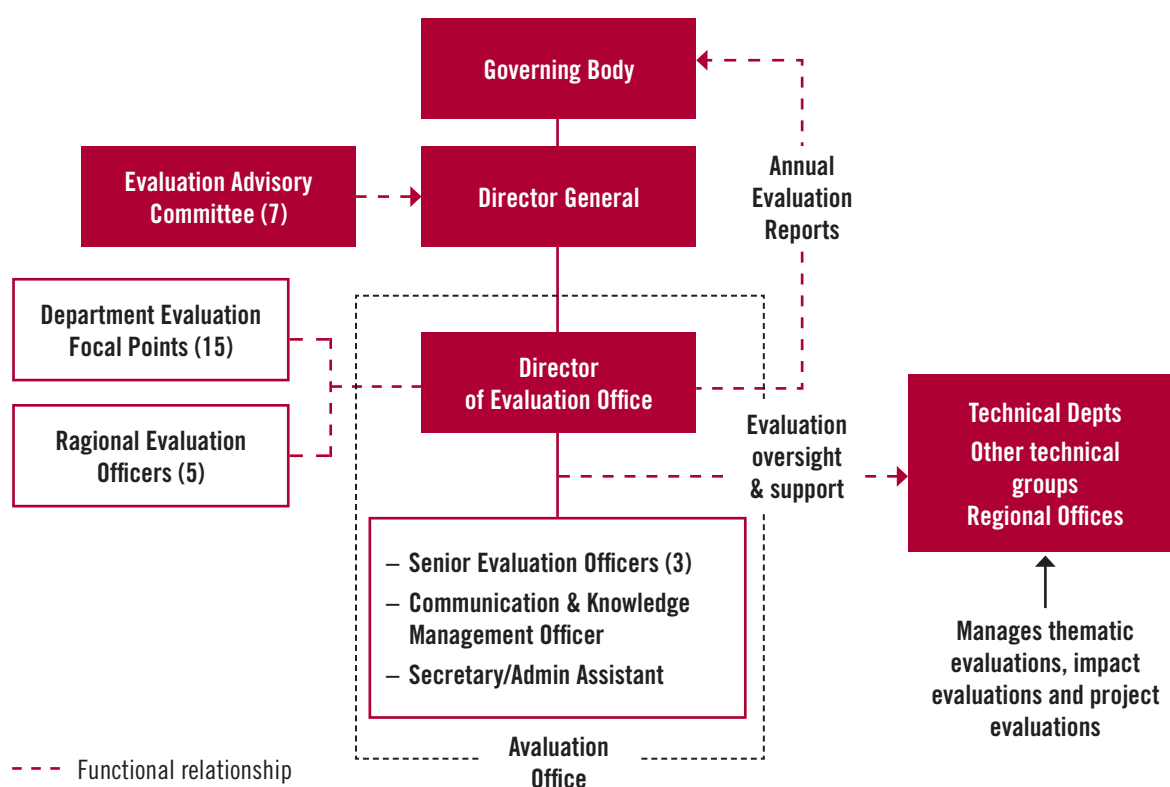 Governing Body
Evaluation Advisory
Committee (7)
Director General
Annual
Evaluation
Reports
Department Evaluation
Focal Points (15)
Director
of Evaluation Office
Ragional Evaluation
Officers (5)
Evaluation
oversight
& support
Technical Depts
Other technical
groups
Regional Offices
– Senior Evaluation Officers (3)
– Communication & Knowledge
Management Officer
– Secretary/Admin Assistant
Manages thematic
evaluations, impact
evaluations and project
evaluations
Avaluation
Office
Functional relationship